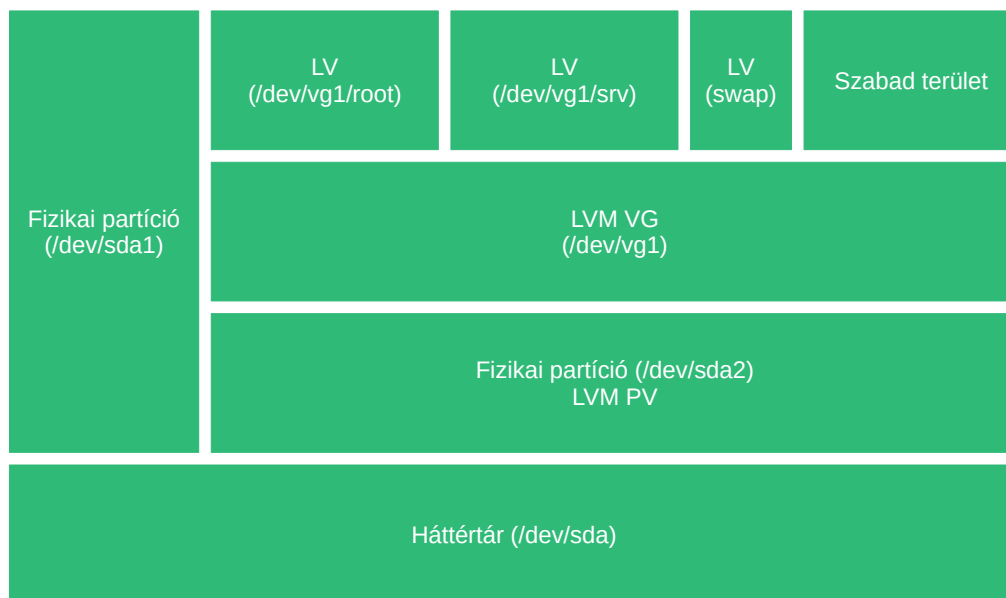 LV
(/dev/vg1/root)
LV
(/dev/vg1/srv)
LV
(swap)
Szabad terület
Fizikai partíció
(/dev/sda1)
LVM VG
(/dev/vg1)
Fizikai partíció (/dev/sda2)
LVM PV
Háttértár (/dev/sda)